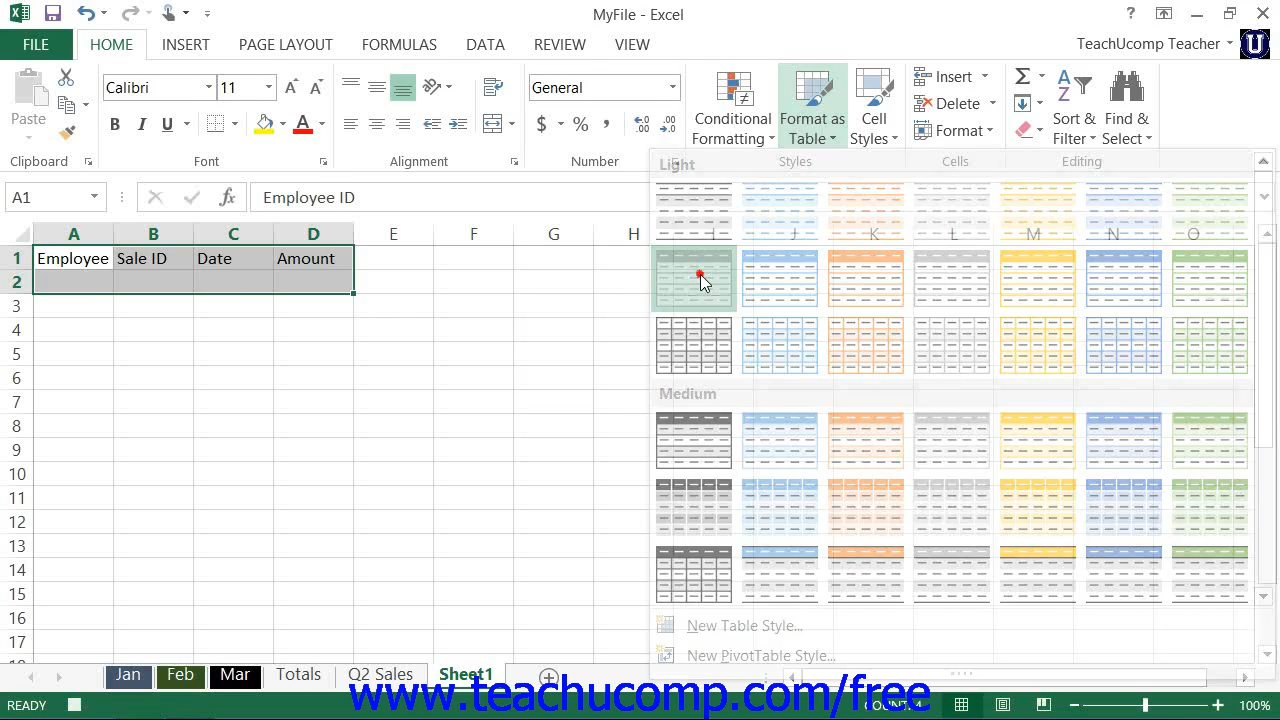 MyFile - Excel
FILE HOME INSERT PAGE LAYOUT FORMULAS DATA REVIEW VIEW TeachUcomp Teacher
Calibri 11 General
Paste B I U A $ % , Conditional Formatting Format as Table Cell Styles Insert Delete Format Sort & Filter Find & Select
Clipboard Font Alignment Number Styles Cells Editing
Light
A1 fx Employee ID
A B C D E F G H I J K L M N O
1 Employee Sale ID Date Amount
2
3
4
5
6
7
Medium
8
9
10
11
12
13
14
15
16
New Table Style...
17
New PivotTable Style...
Jan Feb Mar Totals Q2 Sales Sheet1
www.teachucomp.com/free
READY COUNT: 4 100%